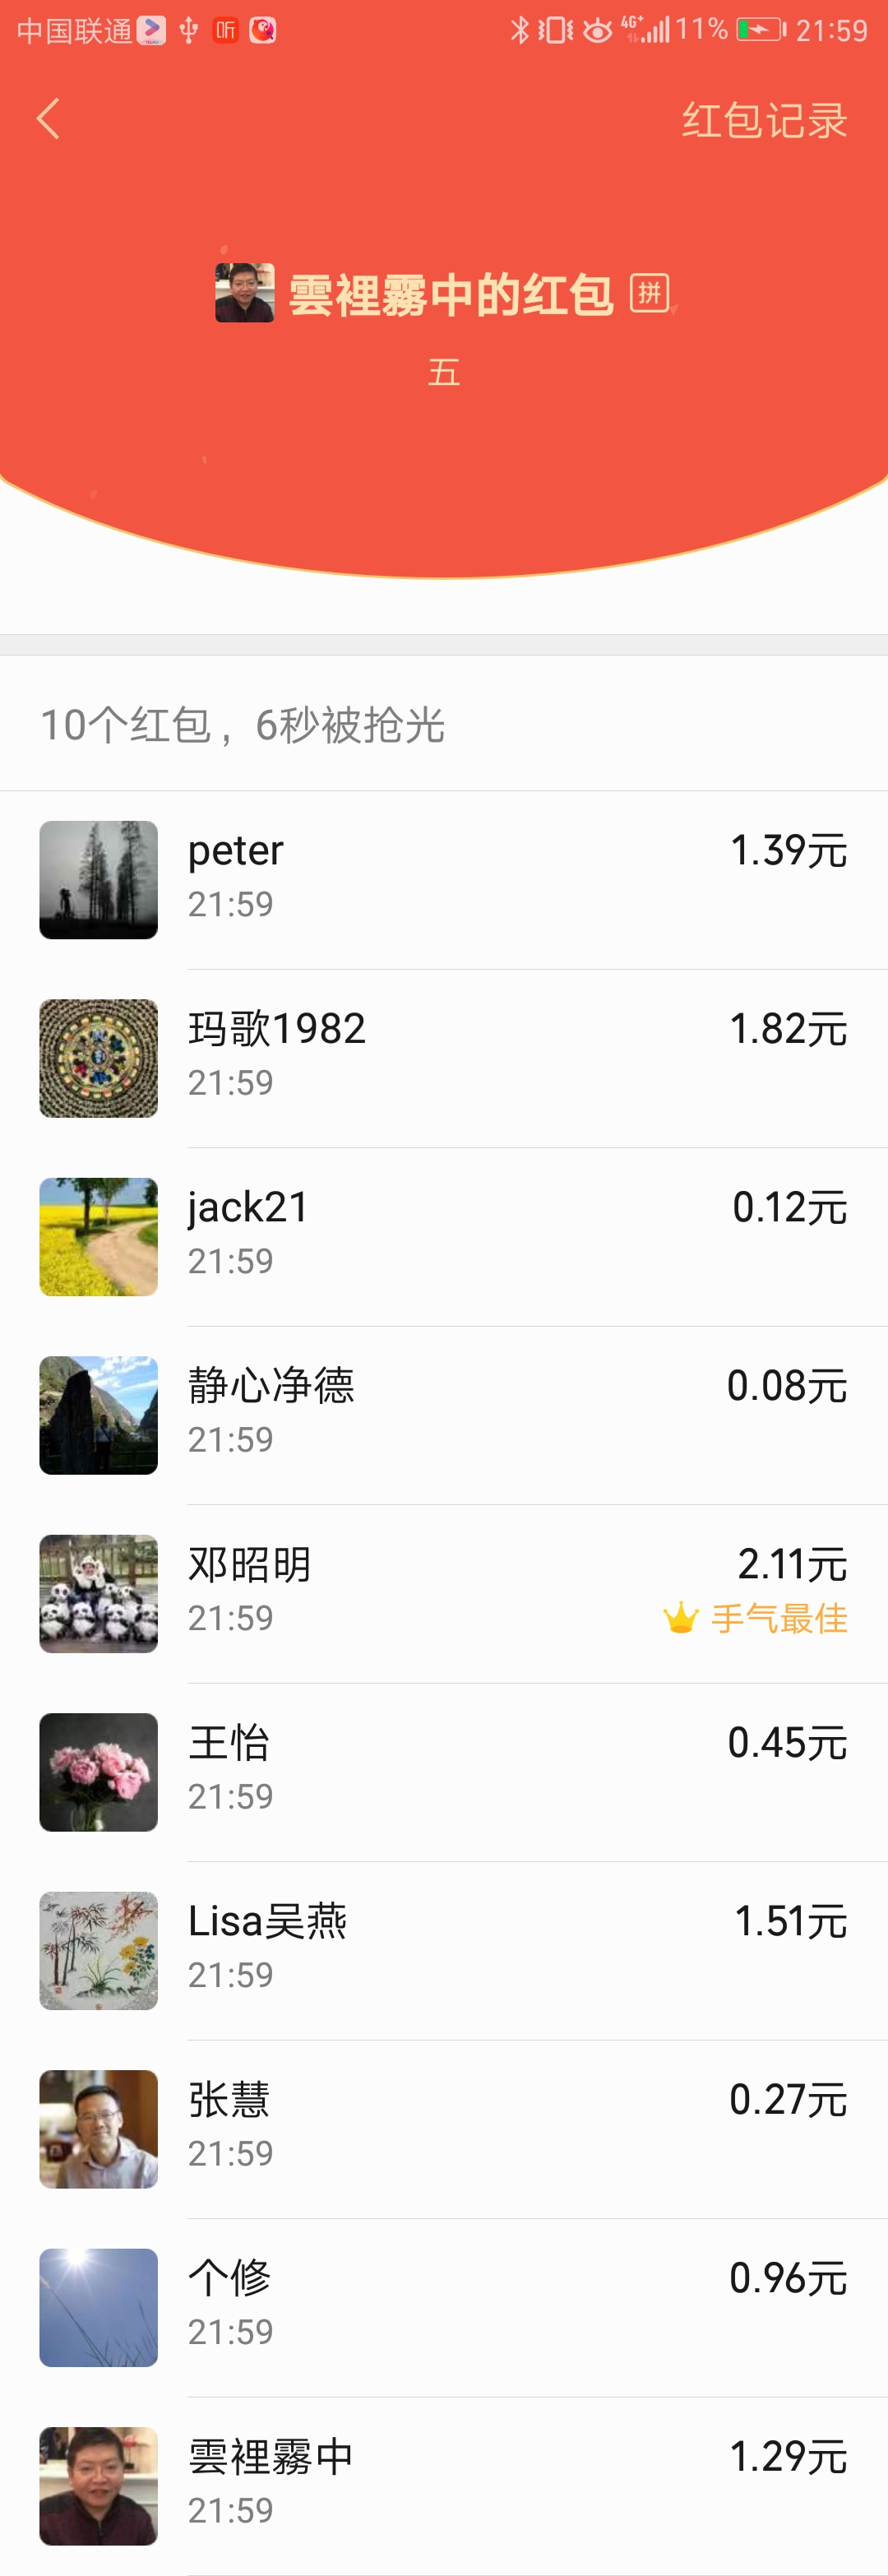 中国联通 听 4G+ 11% 21:59
红包记录
雲裡霧中的红包 拼
五
10个红包，6秒被抢光
peter 1.39元
21:59
玛歌1982 1.82元
21:59
jack21 0.12元
21:59
静心净德 0.08元
21:59
邓昭明 2.11元
21:59 手气最佳
王怡 0.45元
21:59
Lisa吴燕 1.51元
21:59
张慧 0.27元
21:59
个修 0.96元
21:59
雲裡霧中 1.29元
21:59